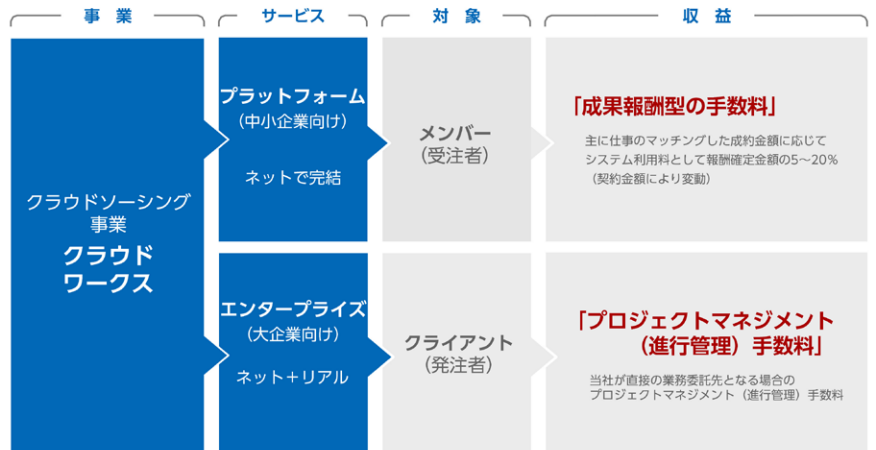 事　業
サービス
対　象
収　益
クラウドソーシング
事業
クラウド
ワークス
プラットフォーム
（中小企業向け）
ネットで完結
メンバー
（受注者）
「成果報酬型の手数料」
主に仕事のマッチングした成約金額に応じて
システム利用料として報酬確定金額の5～20％
（契約金額により変動）
エンタープライズ
（大企業向け）
ネット＋リアル
クライアント
（発注者）
「プロジェクトマネジメント
（進行管理）手数料」
当社が直接の業務委託先となる場合の
プロジェクトマネジメント（進行管理）手数料